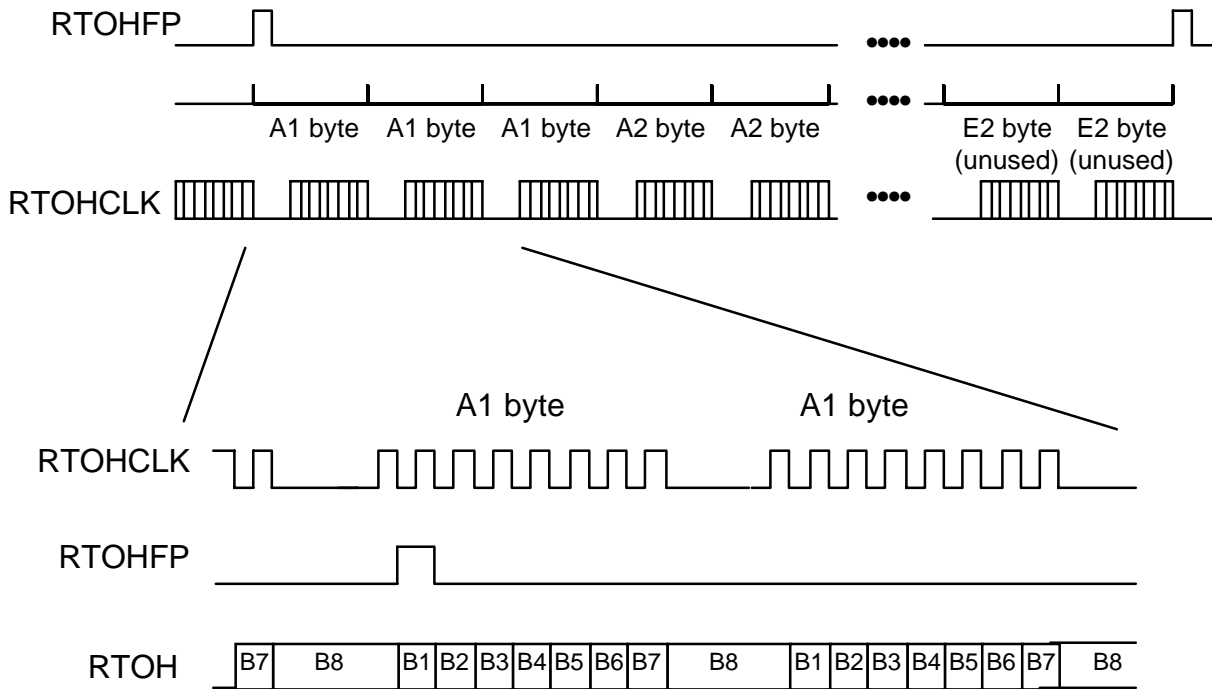 RTOHFP
A1 byte A1 byte A1 byte A2 byte A2 byte E2 byte E2 byte
(unused) (unused)
RTOHCLK
A1 byte A1 byte
RTOHCLK
RTOHFP
RTOH B7 B8 B1 B2 B3 B4 B5 B6 B7 B8 B1 B2 B3 B4 B5 B6 B7 B8